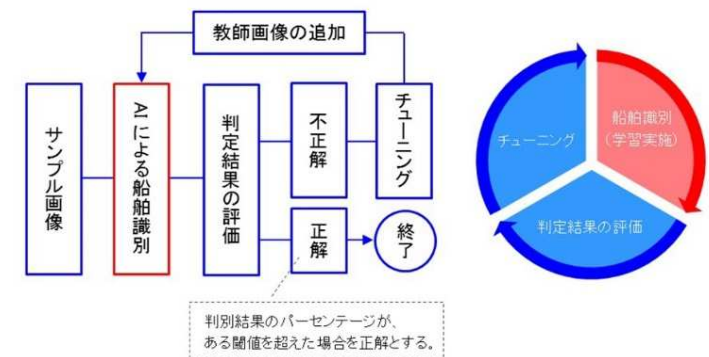 教師画像の追加
サンプル画像
AIによる船舶識別
判定結果の評価
不正解
チューニング
正解
終了
判別結果のパーセンテージが、
ある閾値を超えた場合を正解とする。
チューニング
船舶識別
(学習実施)
判定結果の評価